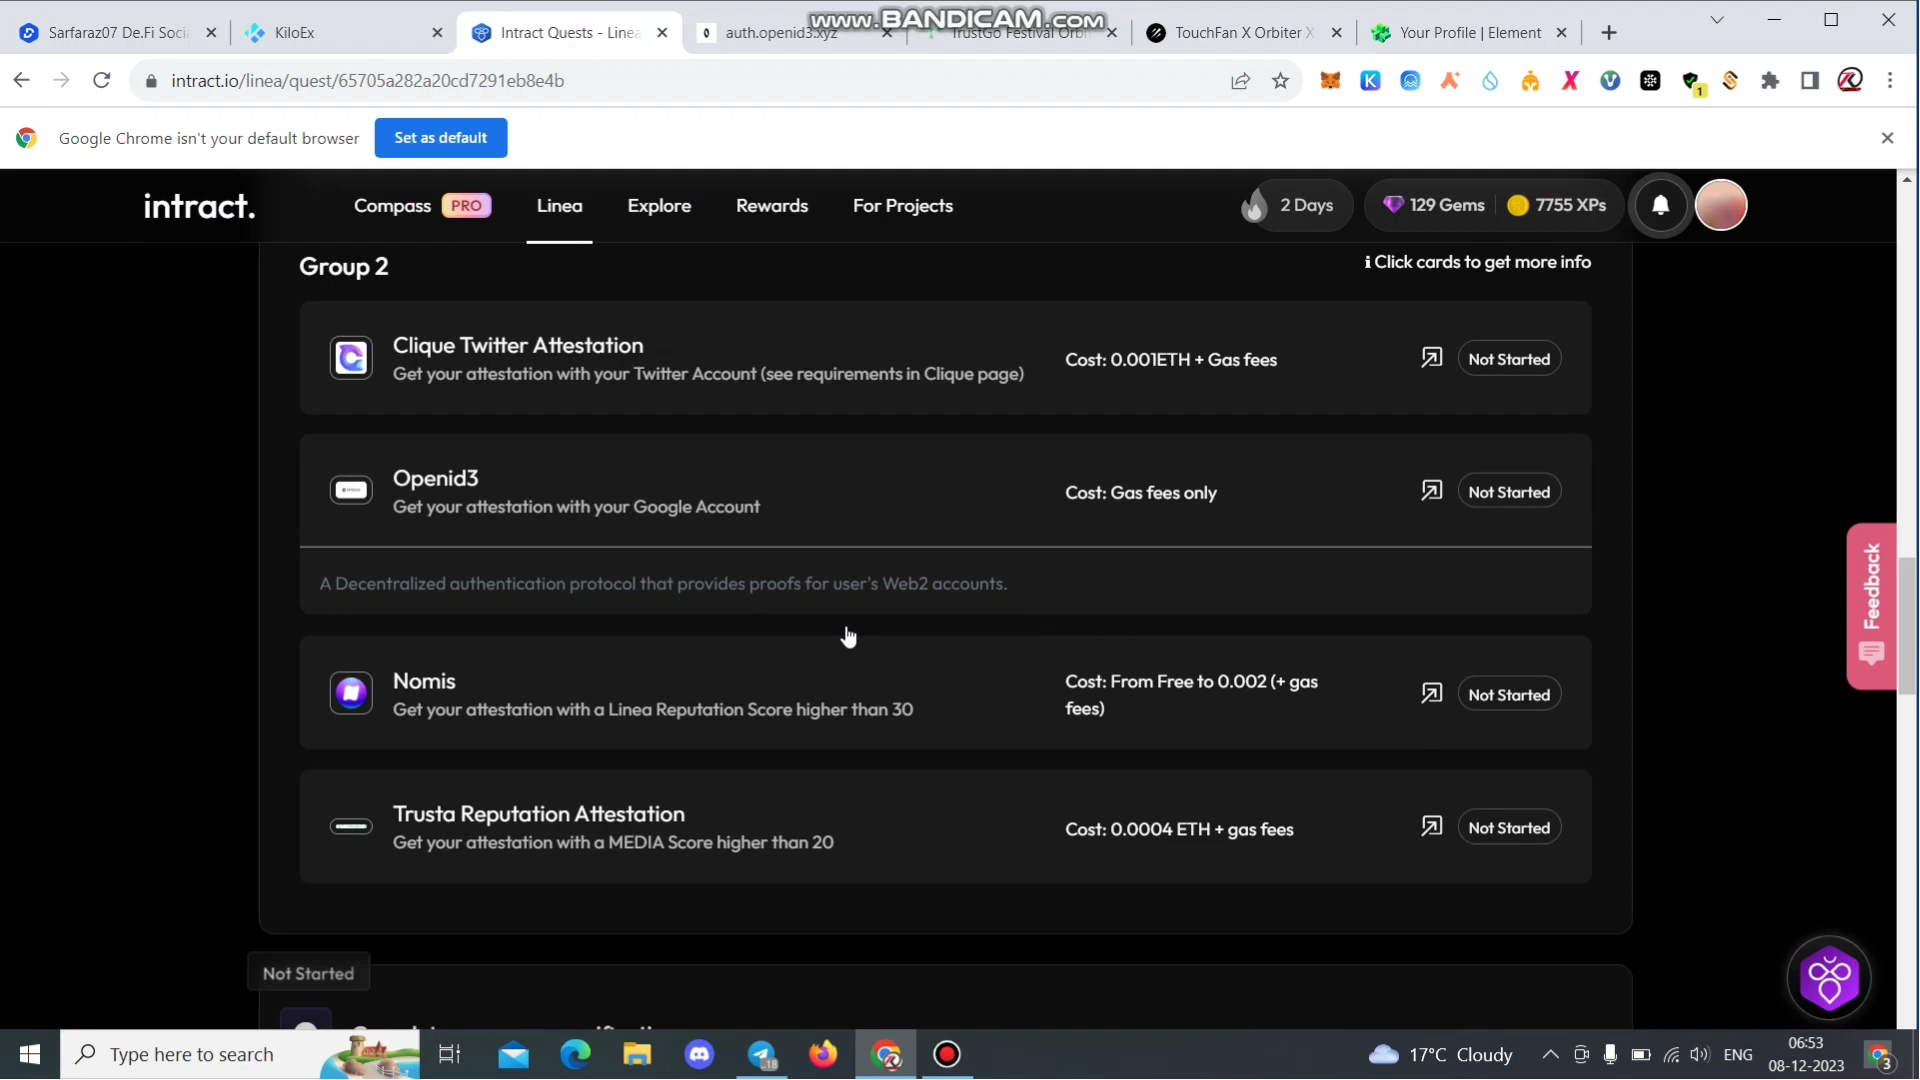 www.BANDICAM.com
Sarfaraz07 De.Fi Soci
KiloEx
Intract Quests - Linea
auth.openid3.xyz
TrustGo Festival Orbi
TouchFan X Orbiter X
Your Profile | Element
intract.io/linea/quest/65705a282a20cd7291eb8e4b
1
Google Chrome isn't your default browser
Set as default
intract.
Compass PRO
Linea
Explore
Rewards
For Projects
2 Days
129 Gems
7755 XPs
Group 2
Click cards to get more info
Clique Twitter Attestation
Get your attestation with your Twitter Account (see requirements in Clique page)
Cost: 0.001ETH + Gas fees
Not Started
Openid3
Get your attestation with your Google Account
Cost: Gas fees only
Not Started
A Decentralized authentication protocol that provides proofs for user's Web2 accounts.
Nomis
Get your attestation with a Linea Reputation Score higher than 30
Cost: From Free to 0.002 (+ gas
fees)
Not Started
Trusta Reputation Attestation
Get your attestation with a MEDIA Score higher than 20
Cost: 0.0004 ETH + gas fees
Not Started
Feedback
Not Started
Type here to search
18
17°C Cloudy
ENG
06:53
08-12-2023
3